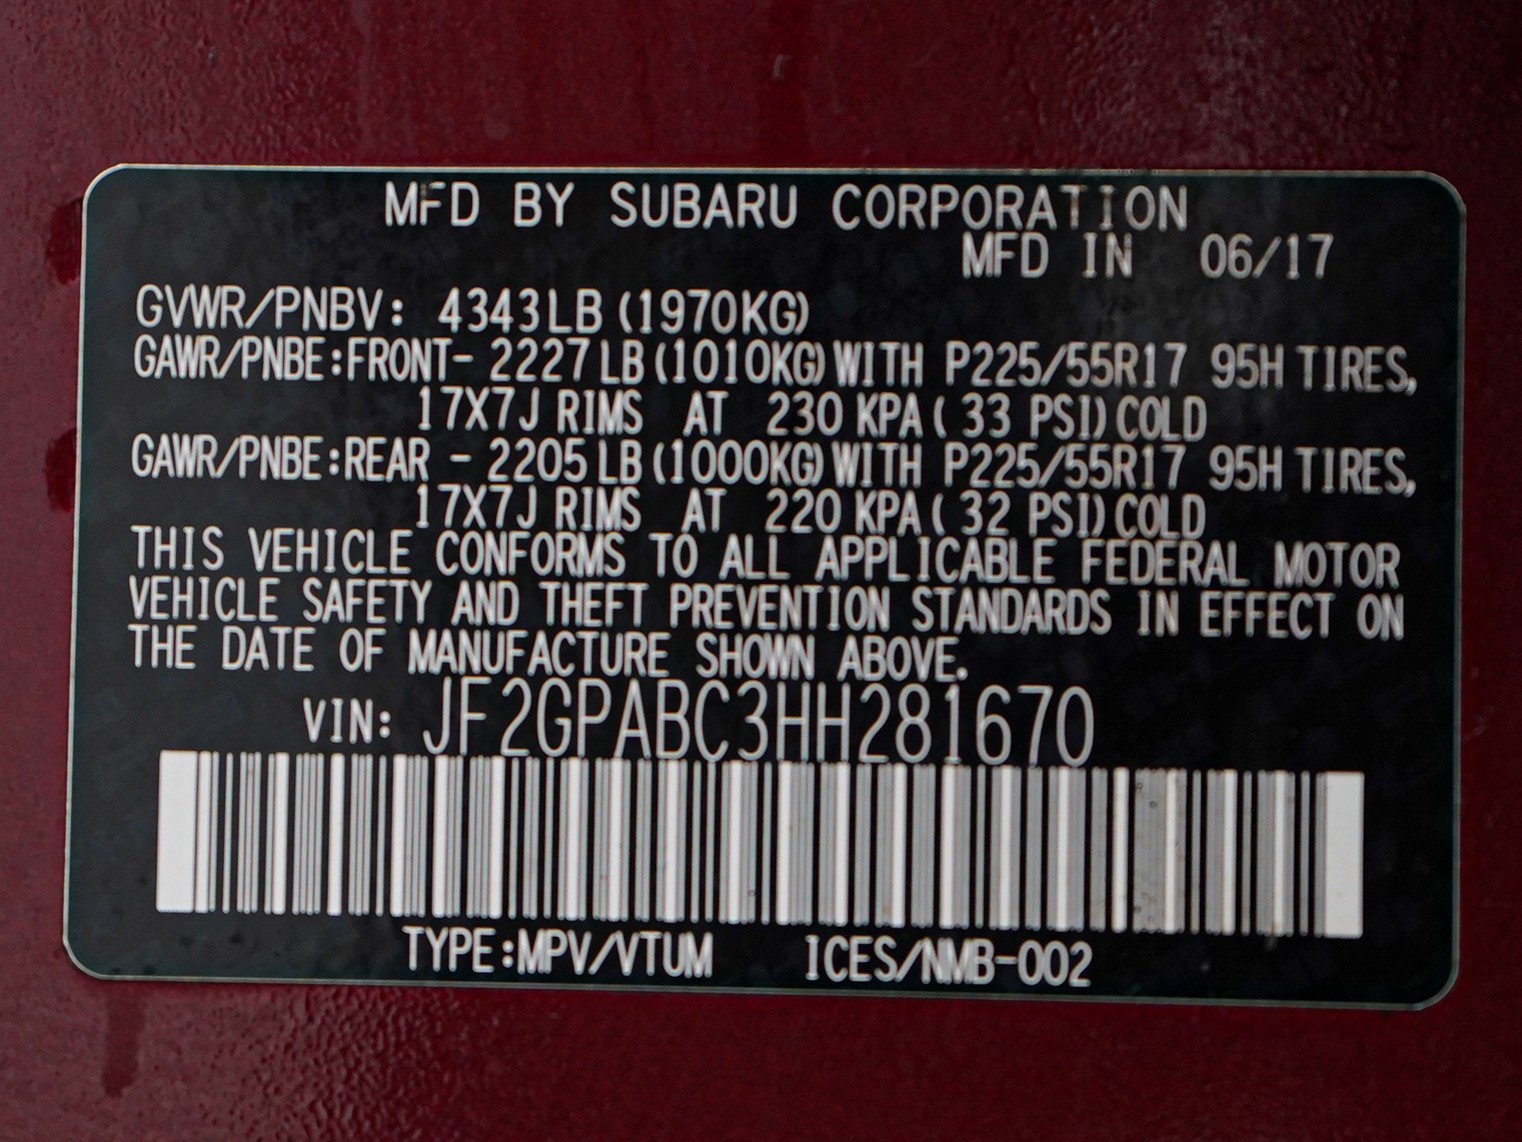 MFD BY SUBARU CORPORATION
MFD IN 06/17
GVWR/PNBV: 4343LB (1970KG)
GAWR/PNBE:FRONT- 2227 LB (1010KG) WITH P225/55R17 95H TIRES,
17X7J RIMS AT 230 KPA ( 33 PSI) COLD
GAWR/PNBE:REAR - 2205 LB (1000KG) WITH P225/55R17 95H TIRES,
17X7J RIMS AT 220 KPA ( 32 PSI) COLD
THIS VEHICLE CONFORMS TO ALL APPLICABLE FEDERAL MOTOR
VEHICLE SAFETY AND THEFT PREVENTION STANDARDS IN EFFECT ON
THE DATE OF MANUFACTURE SHOWN ABOVE.
VIN: JF2GPABC3HH281670
TYPE:MPV/VTUM ICES/NMB-002